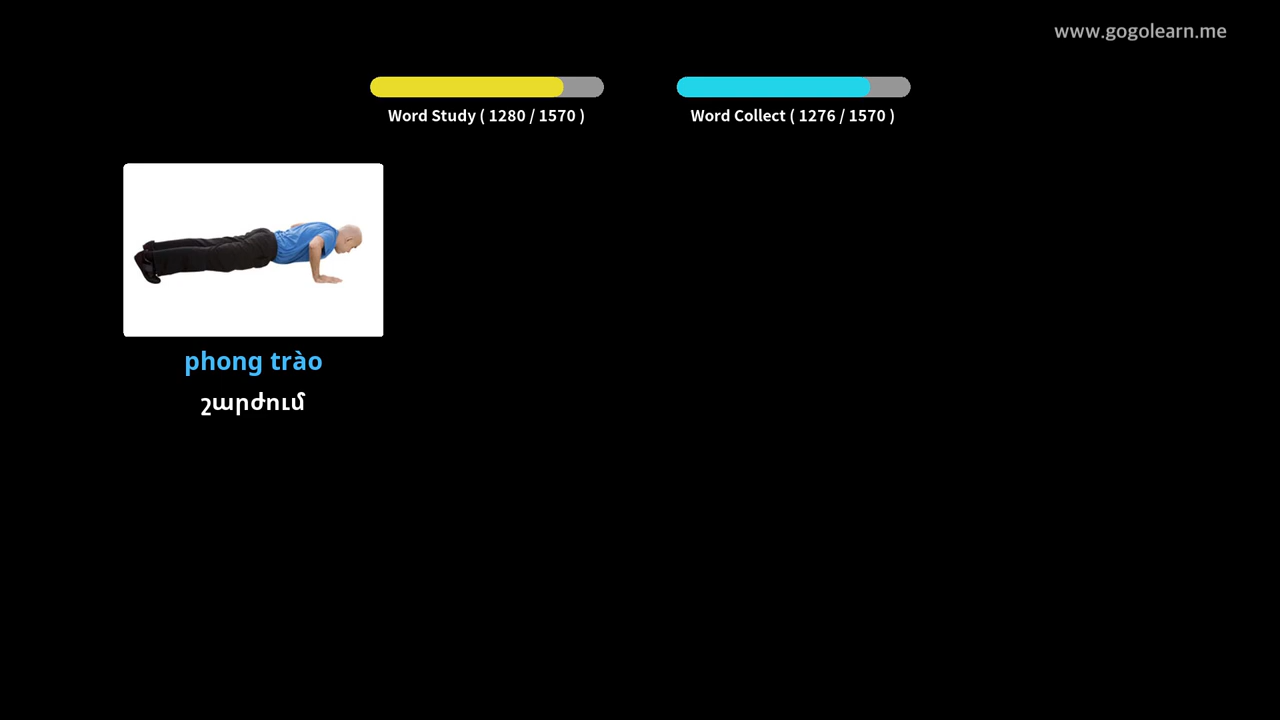 www.gogolearn.me
Word Study ( 1280 / 1570 )
Word Collect ( 1276 / 1570 )
phong trào
շարժում